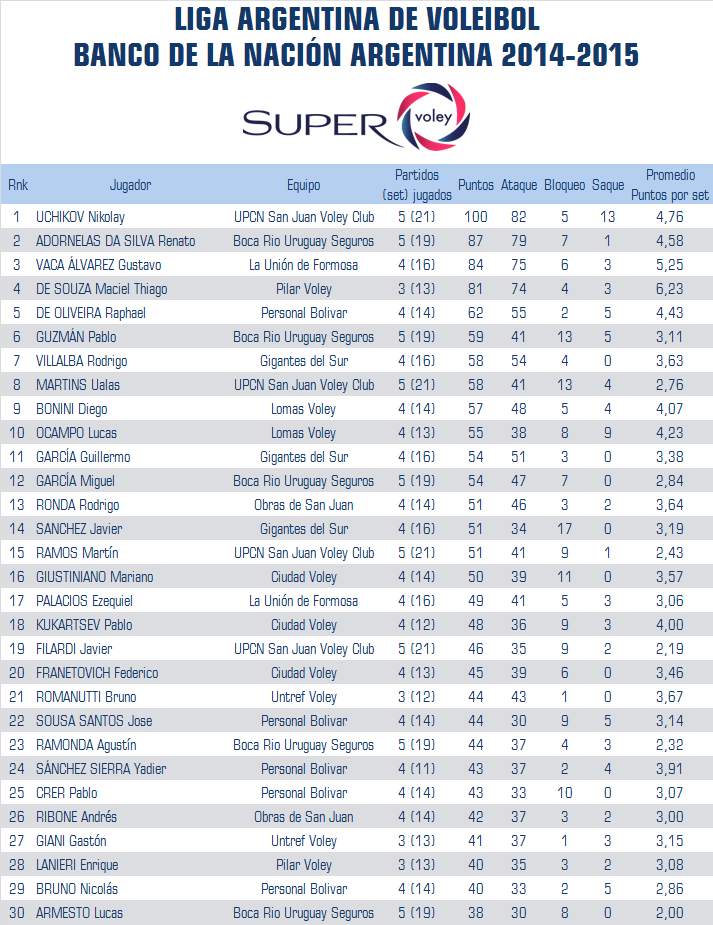 LIGA ARGENTINA DE VOLEIBOL
BANCO DE LA NACIÓN ARGENTINA 2014-2015
SUPER voley
Rnk Jugador Equipo Partidos (set) jugados Puntos Ataque Bloqueo Saque Promedio Puntos por set
1 UCHIKOV Nikolay UPCN San Juan Voley Club 5 (21) 100 82 5 13 4,76
2 ADORNELAS DA SILVA Renato Boca Rio Uruguay Seguros 5 (19) 87 79 7 1 4,58
3 VACA ÁLVAREZ Gustavo La Unión de Formosa 4 (16) 84 75 6 3 5,25
4 DE SOUZA Maciel Thiago Pilar Voley 3 (13) 81 74 4 3 6,23
5 DE OLIVEIRA Raphael Personal Bolivar 4 (14) 62 55 2 5 4,43
6 GUZMÁN Pablo Boca Rio Uruguay Seguros 5 (19) 59 41 13 5 3,11
7 VILLALBA Rodrigo Gigantes del Sur 4 (16) 58 54 4 0 3,63
8 MARTINS Ualas UPCN San Juan Voley Club 5 (21) 58 41 13 4 2,76
9 BONINI Diego Lomas Voley 4 (14) 57 48 5 4 4,07
10 OCAMPO Lucas Lomas Voley 4 (13) 55 38 8 9 4,23
11 GARCÍA Guillermo Gigantes del Sur 4 (16) 54 51 3 0 3,38
12 GARCÍA Miguel Boca Rio Uruguay Seguros 5 (19) 54 47 7 0 2,84
13 RONDA Rodrigo Obras de San Juan 4 (14) 51 46 3 2 3,64
14 SANCHEZ Javier Gigantes del Sur 4 (16) 51 34 17 0 3,19
15 RAMOS Martín UPCN San Juan Voley Club 5 (21) 51 41 9 1 2,43
16 GIUSTINIANO Mariano Ciudad Voley 4 (14) 50 39 11 0 3,57
17 PALACIOS Ezequiel La Unión de Formosa 4 (16) 49 41 5 3 3,06
18 KUKARTSEV Pablo Ciudad Voley 4 (12) 48 36 9 3 4,00
19 FILARDI Javier UPCN San Juan Voley Club 5 (21) 46 35 9 2 2,19
20 FRANETOVICH Federico Ciudad Voley 4 (13) 45 39 6 0 3,46
21 ROMANUTTI Bruno Untref Voley 3 (12) 44 43 1 0 3,67
22 SOUSA SANTOS Jose Personal Bolivar 4 (14) 44 30 9 5 3,14
23 RAMONDA Agustín Boca Rio Uruguay Seguros 5 (19) 44 37 4 3 2,32
24 SÁNCHEZ SIERRA Yadier Personal Bolivar 4 (11) 43 37 2 4 3,91
25 CRER Pablo Personal Bolivar 4 (14) 43 33 10 0 3,07
26 RIBONE Andrés Obras de San Juan 4 (14) 42 37 3 2 3,00
27 GIANI Gastón Untref Voley 3 (13) 41 37 1 3 3,15
28 LANIERI Enrique Pilar Voley 3 (13) 40 35 3 2 3,08
29 BRUNO Nicolás Personal Bolivar 4 (14) 40 33 2 5 2,86
30 ARMESTO Lucas Boca Rio Uruguay Seguros 5 (19) 38 30 8 0 2,00